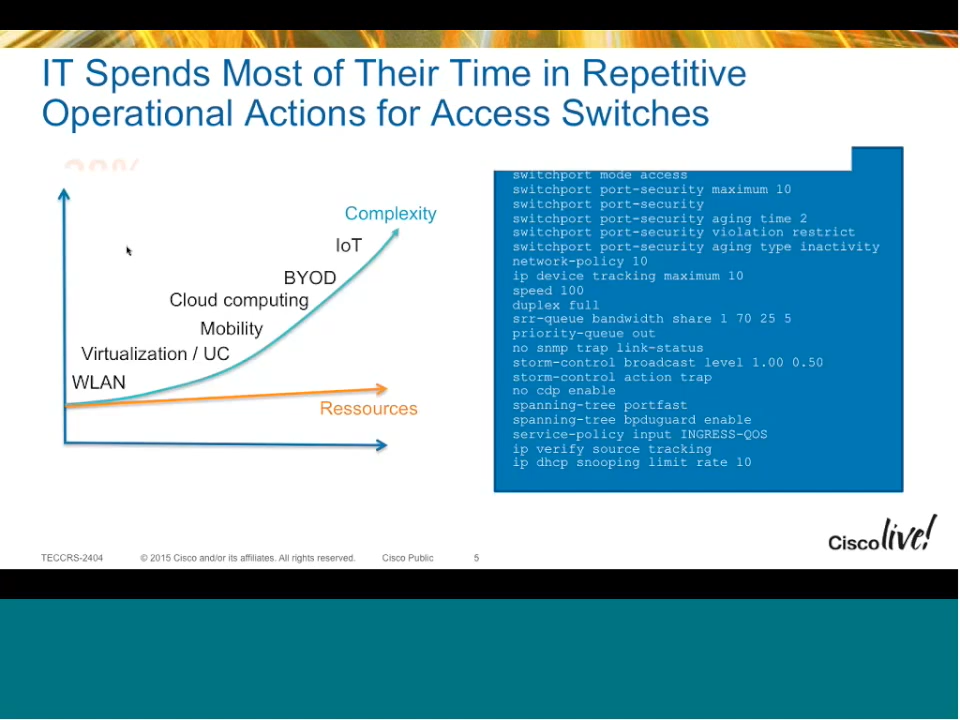 IT Spends Most of Their Time in Repetitive
Operational Actions for Access Switches
Complexity
IoT
BYOD
Cloud computing
Mobility
Virtualization / UC
WLAN
Ressources
switchport mode access
switchport port-security maximum 10
switchport port-security
switchport port-security aging time 2
switchport port-security violation restrict
switchport port-security aging type inactivity
network-policy 10
ip device tracking maximum 10
speed 100
duplex full
srr-queue bandwidth share 1 70 25 5
priority-queue out
no snmp trap link-status
storm-control broadcast level 1.00 0.50
storm-control action trap
no cdp enable
spanning-tree portfast
spanning-tree bpduguard enable
service-policy input INGRESS-QOS
ip verify source tracking
ip dhcp snooping limit rate 10
Cisco live!
TECCRS-2404 © 2015 Cisco and/or its affiliates. All rights reserved. Cisco Public 5